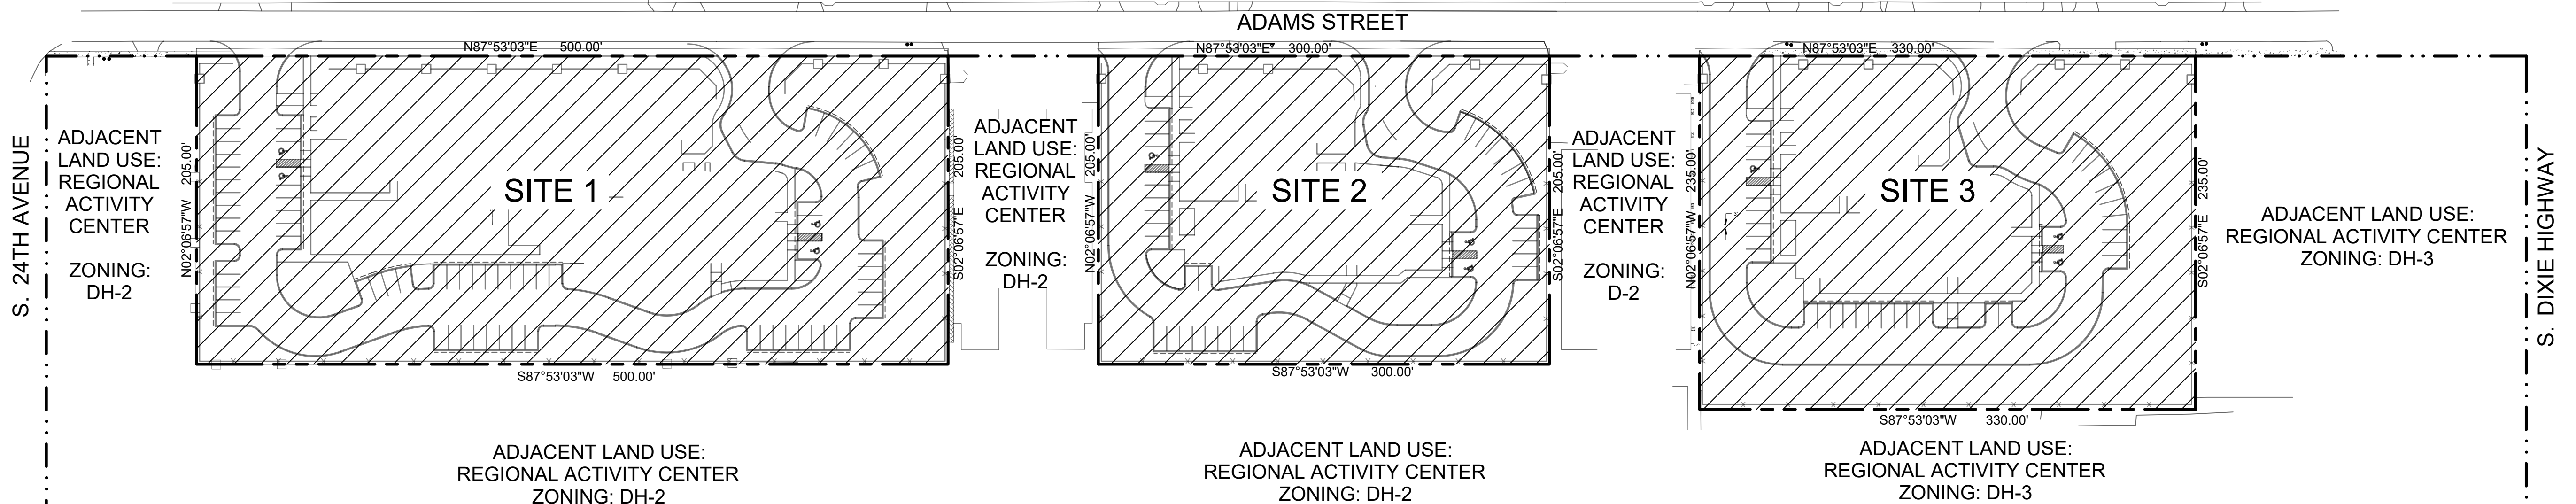 ADAMS STREET
N87°53'03"E 500.00'
N87°53'03"E 300.00'
N87°53'03"E 330.00'
S. 24TH AVENUE
ADJACENT
LAND USE:
REGIONAL
ACTIVITY
CENTER
ZONING:
DH-2
N02°06'57"W 205.00'
SITE 1
S02°06'57"E 205.00'
S87°53'03"W 500.00'
ADJACENT
LAND USE:
REGIONAL
ACTIVITY
CENTER
ZONING:
DH-2
N02°06'57"W 205.00'
SITE 2
S02°06'57"E 205.00'
S87°53'03"W 300.00'
ADJACENT
LAND USE:
REGIONAL
ACTIVITY
CENTER
ZONING:
D-2
N02°06'57"W 235.00'
SITE 3
S02°06'57"E 235.00'
S87°53'03"W 330.00'
ADJACENT LAND USE:
REGIONAL ACTIVITY CENTER
ZONING: DH-3
S. DIXIE HIGHWAY
ADJACENT LAND USE:
REGIONAL ACTIVITY CENTER
ZONING: DH-2
ADJACENT LAND USE:
REGIONAL ACTIVITY CENTER
ZONING: DH-2
ADJACENT LAND USE:
REGIONAL ACTIVITY CENTER
ZONING: DH-3